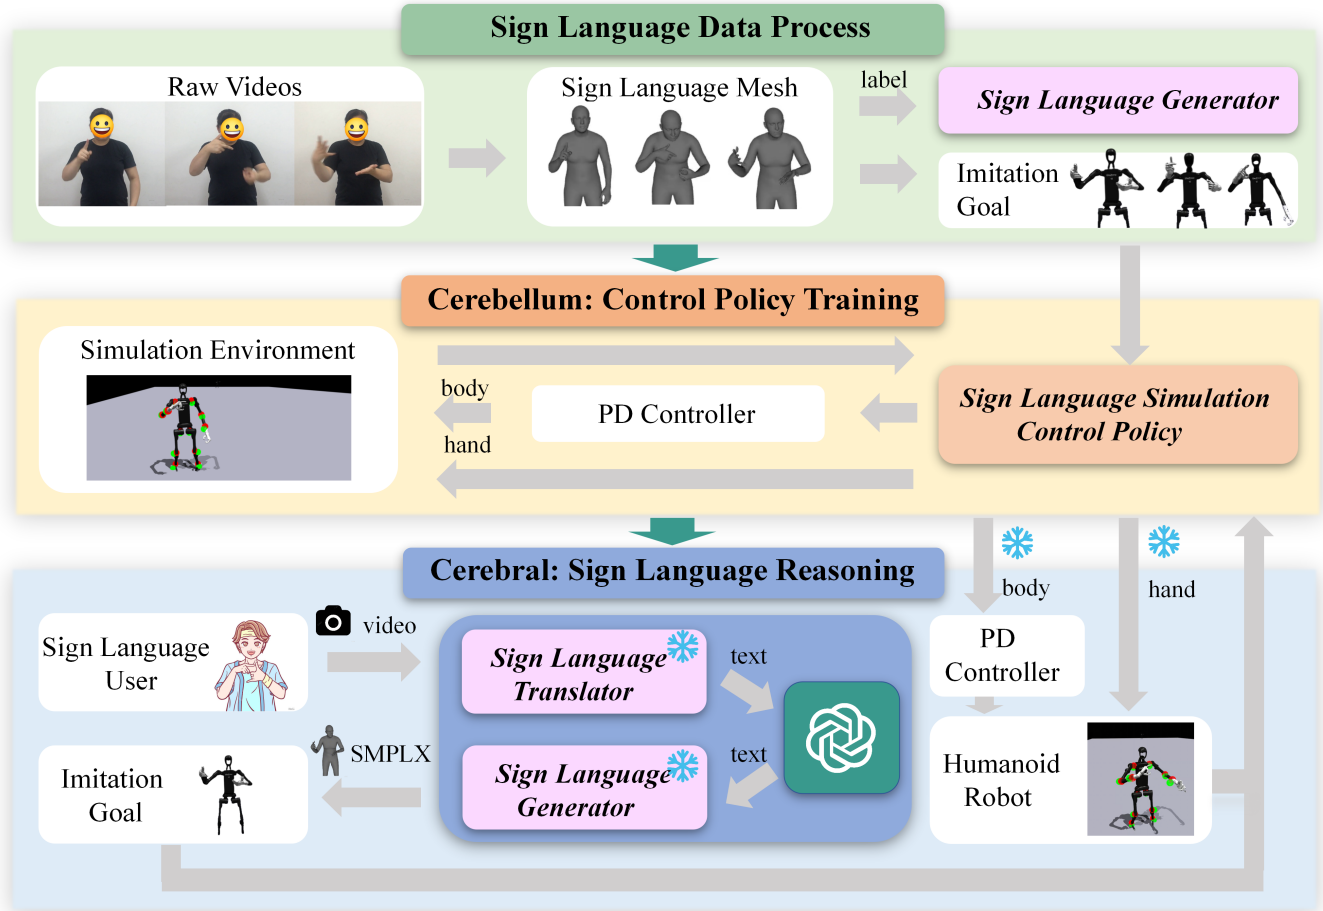 Sign Language Data Process
Raw Videos
Sign Language Mesh
label
Sign Language Generator
Imitation
Goal
Cerebellum: Control Policy Training
Simulation Environment
body
PD Controller
hand
Sign Language Simulation
Control Policy
Cerebral: Sign Language Reasoning
body
hand
Sign Language
User
video
Sign Language
Translator
text
PD
Controller
Imitation
Goal
SMPLX
Sign Language
Generator
text
Humanoid
Robot